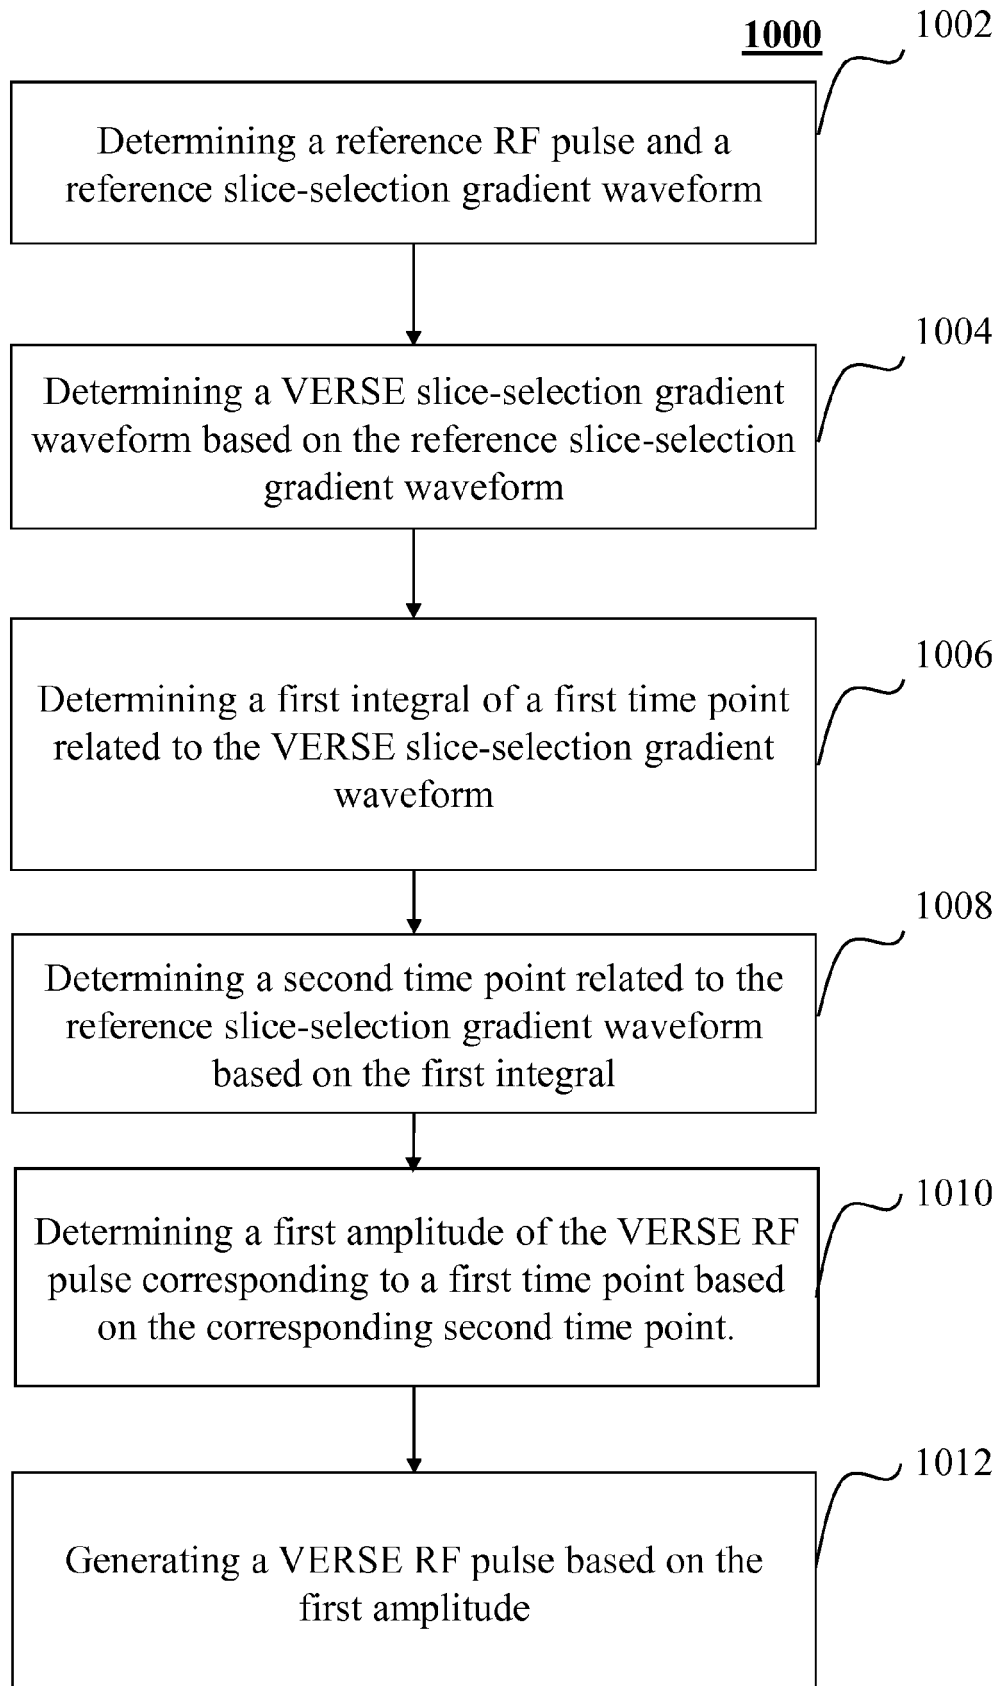 1000
1002
Determining a reference RF pulse and a
reference slice-selection gradient waveform
1004
Determining a VERSE slice-selection gradient
waveform based on the reference slice-selection
gradient waveform
1006
Determining a first integral of a first time point
related to the VERSE slice-selection gradient
waveform
1008
Determining a second time point related to the
reference slice-selection gradient waveform
based on the first integral
1010
Determining a first amplitude of the VERSE RF
pulse corresponding to a first time point based
on the corresponding second time point.
1012
Generating a VERSE RF pulse based on the
first amplitude